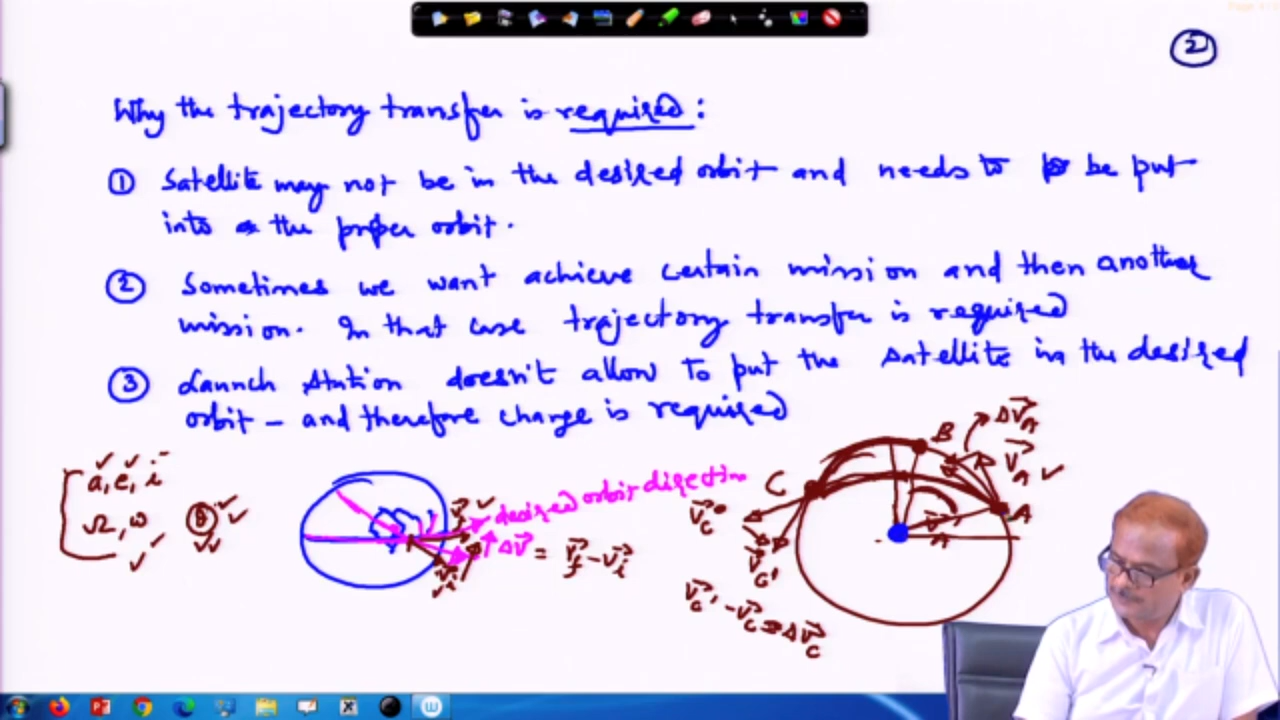 ②
Why the trajectory transfer is required:
① Satellite may not be in the desired orbit and needs to be put
into the proper orbit.
② Sometimes we want achieve certain mission and then another
mission. In that case trajectory transfer is required
③ Launch station doesn't allow to put the satellite in the desired
orbit – and therefore change is required
a, e, i
Ω, ω θ
desired orbit direction
ΔV⃗ = V⃗f - V⃗i
V⃗f
V⃗i
B
ΔV⃗A
V⃗A
A
C
V⃗C
V⃗C'
V⃗C' - V⃗C = ΔV⃗C